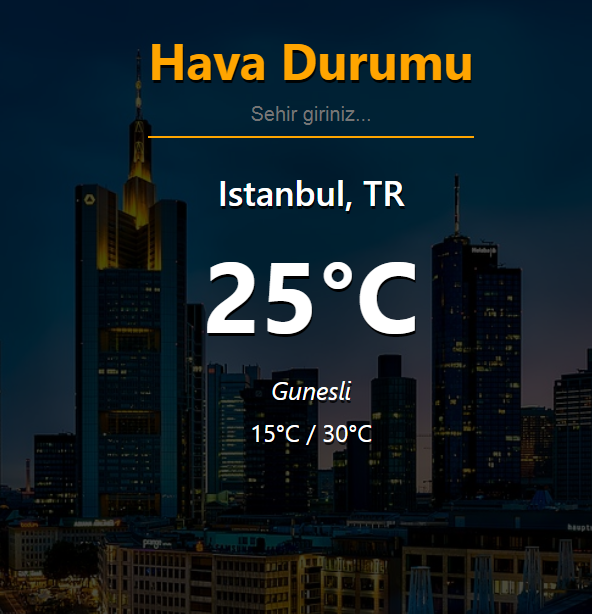 Hava Durumu
Sehir giriniz...
Istanbul, TR
25°C
Gunesli
15°C / 30°C